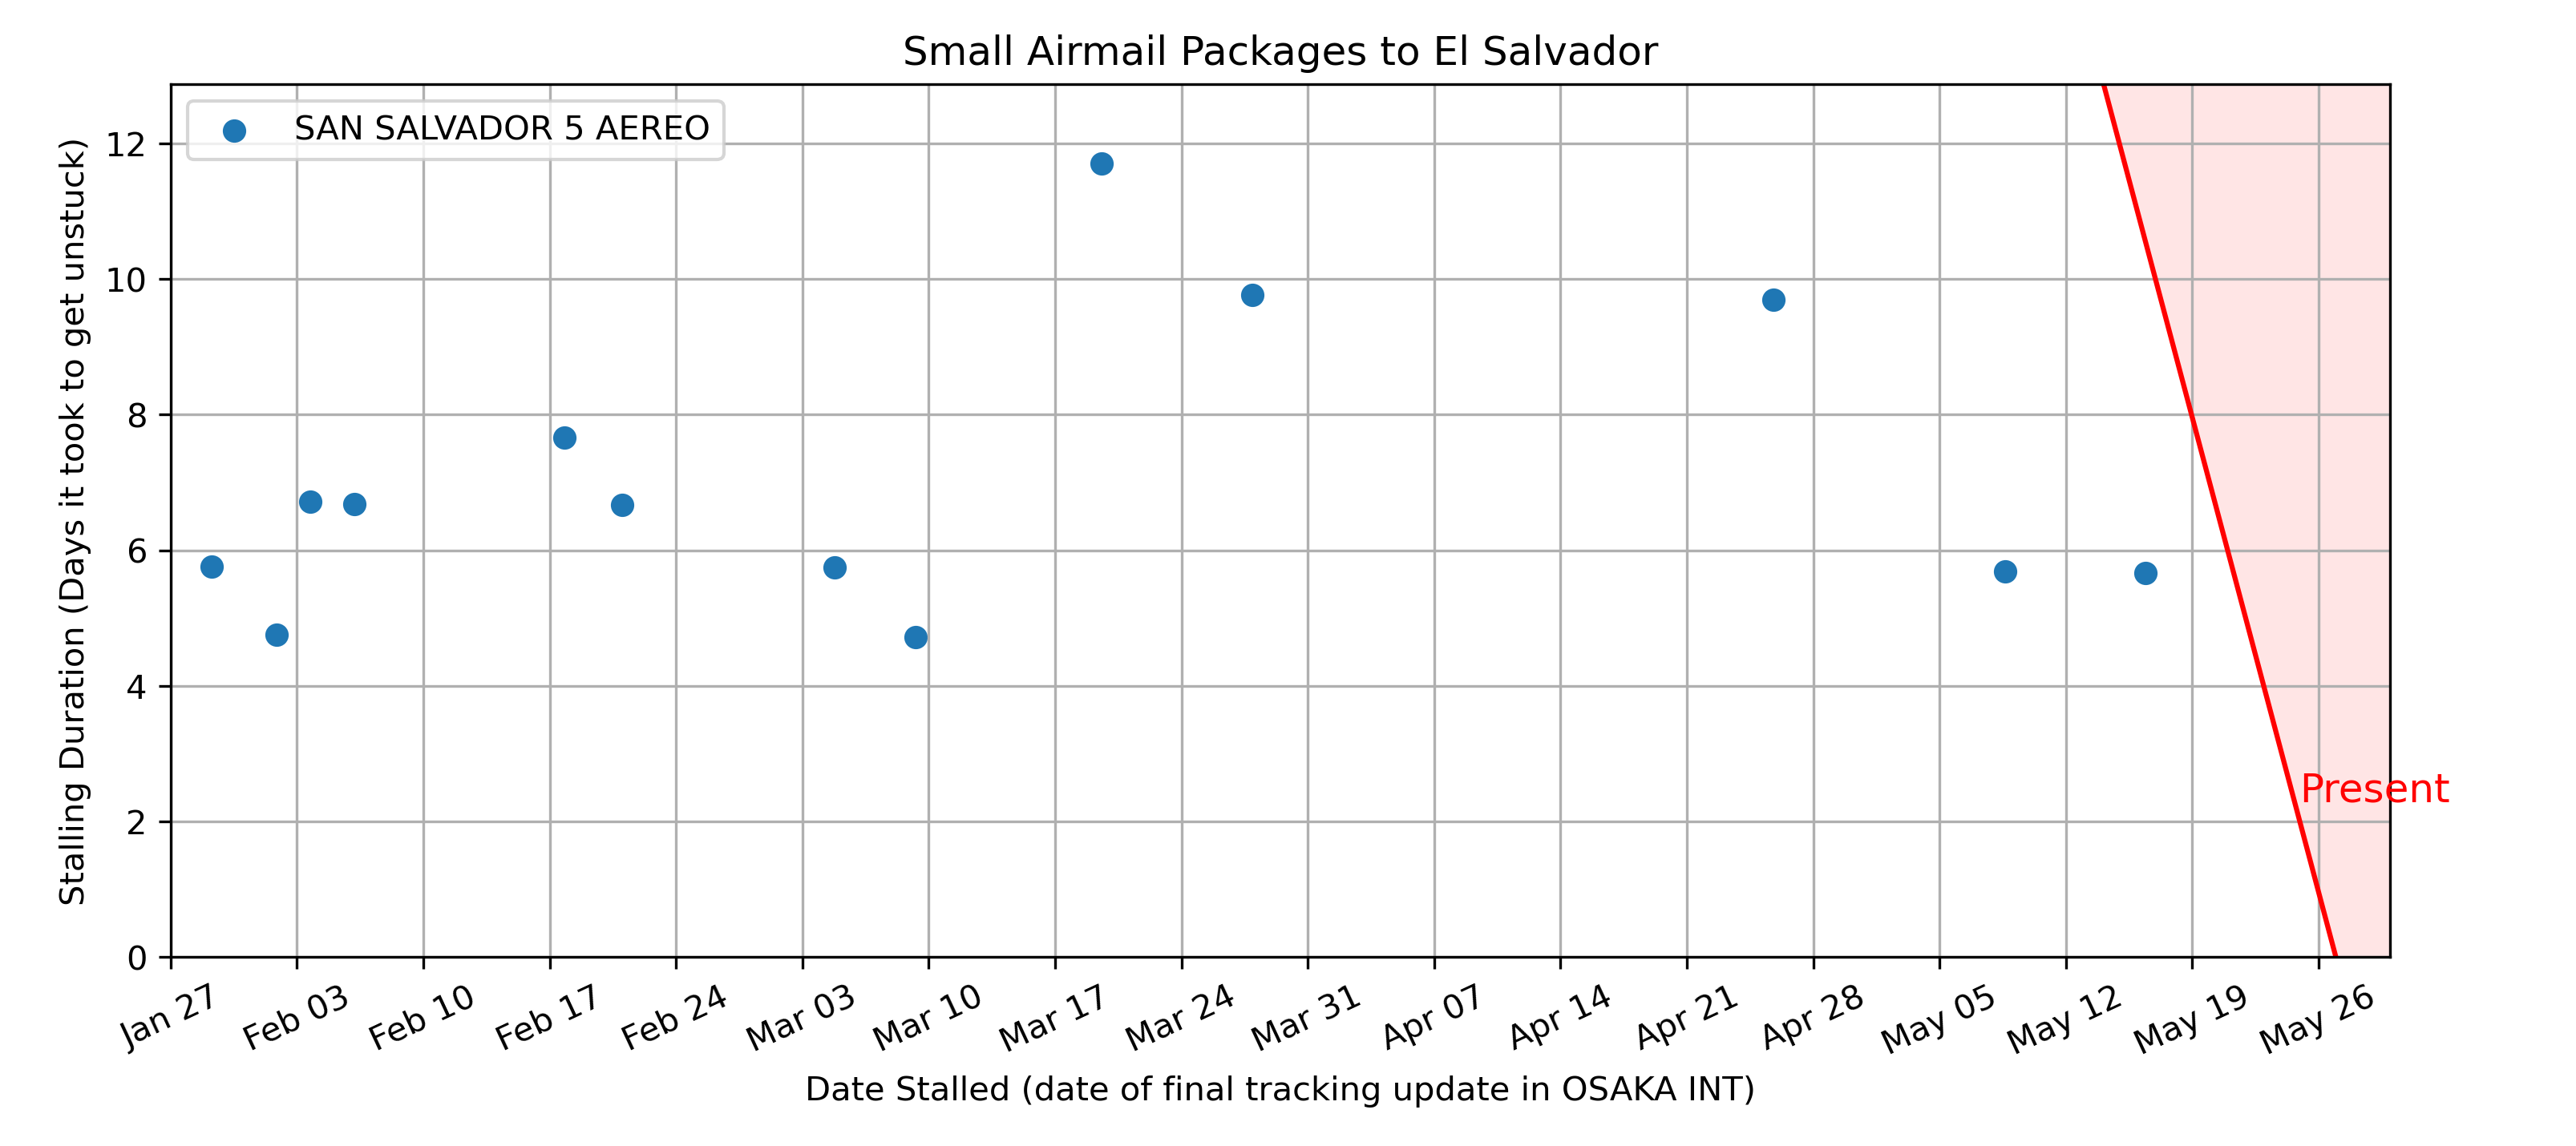 Small Airmail Packages to El Salvador
SAN SALVADOR 5 AEREO
Stalling Duration (Days it took to get unstuck)
12
10
8
6
4
2
0
Present
Jan 27
Feb 03
Feb 10
Feb 17
Feb 24
Mar 03
Mar 10
Mar 17
Mar 24
Mar 31
Apr 07
Apr 14
Apr 21
Apr 28
May 05
May 12
May 19
May 26
Date Stalled (date of final tracking update in OSAKA INT)